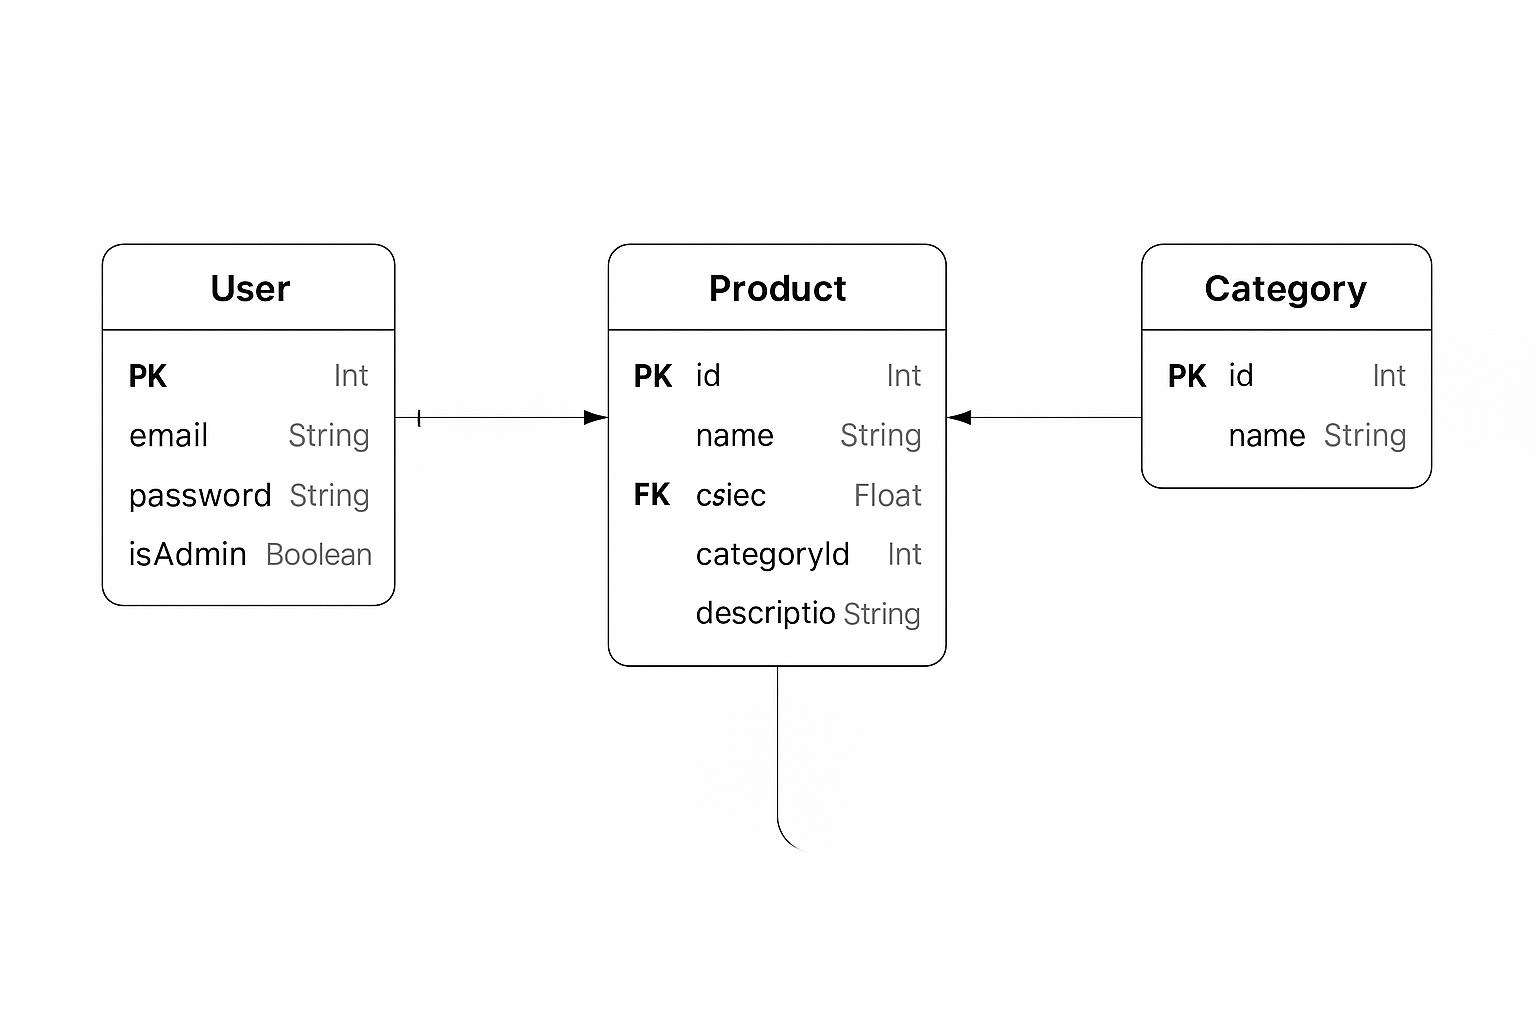 User
PK Int
email String
password String
isAdmin Boolean
Product
PK id Int
name String
FK csiec Float
categoryId Int
descriptio String
Category
PK id Int
name String